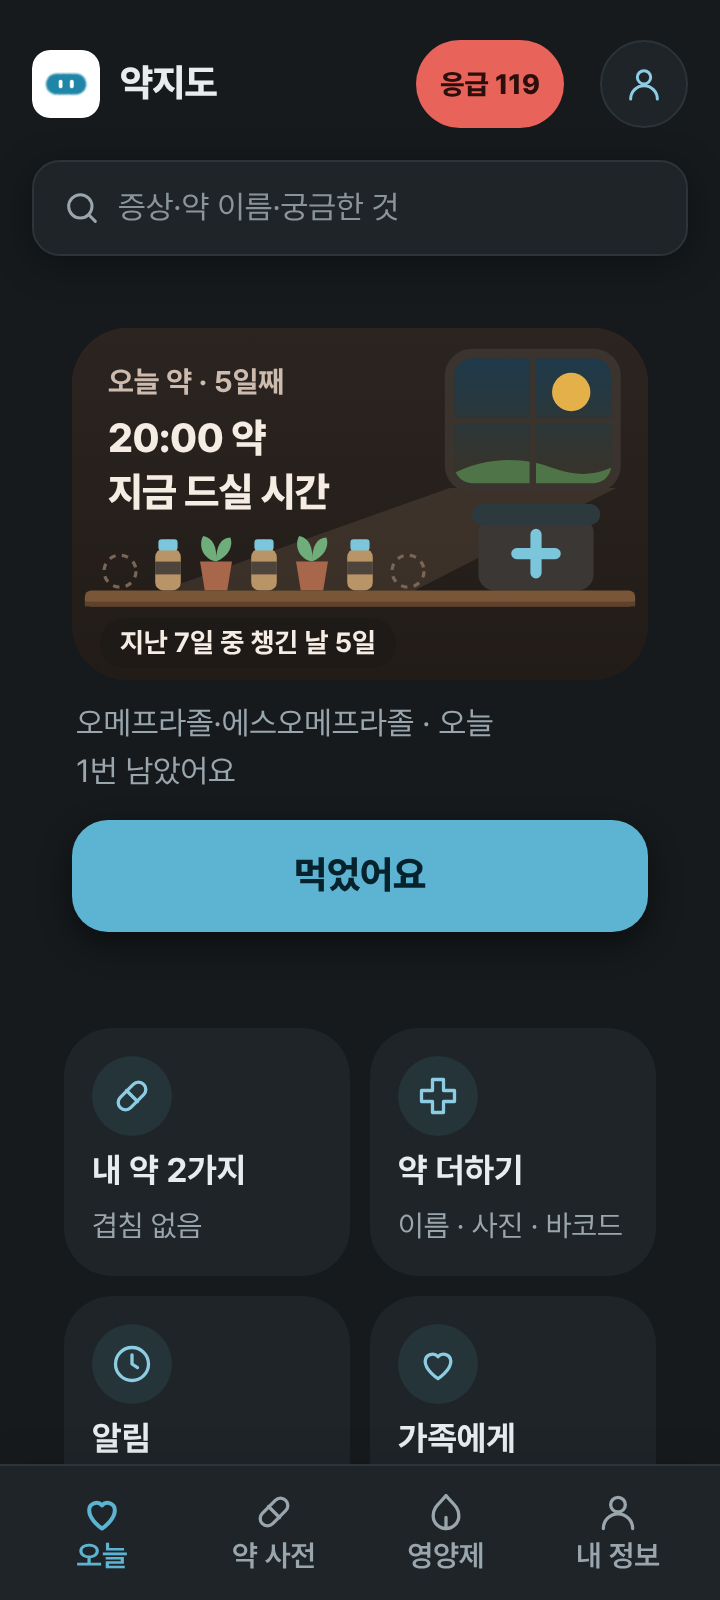 약지도
응급 119
증상·약 이름·궁금한 것
오늘 약 · 5일째
20:00 약
지금 드실 시간
지난 7일 중 챙긴 날 5일
오메프라졸·에스오메프라졸 · 오늘
1번 남았어요
먹었어요
내 약 2가지
겹침 없음
약 더하기
이름 · 사진 · 바코드
알림
가족에게
오늘
약 사전
영양제
내 정보